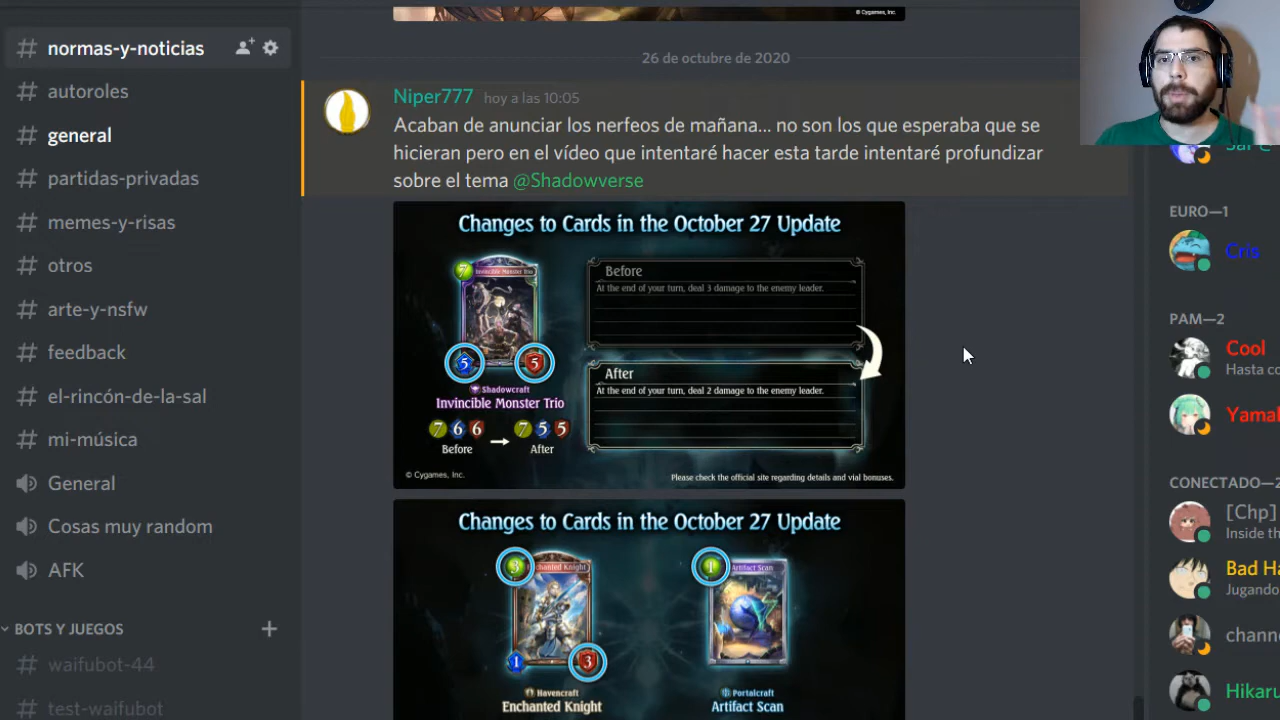 # normas-y-noticias
# autoroles
# general
# partidas-privadas
# memes-y-risas
# otros
# arte-y-nsfw
# feedback
# el-rincón-de-la-sal
# mi-música
General
Cosas muy random
AFK
BOTS Y JUEGOS
# waifubot-44
# test-waifubot
© Cygames, Inc.
26 de octubre de 2020
Niper777 hoy a las 10:05
Acaban de anunciar los nerfeos de mañana... no son los que esperaba que se
hicieran pero en el vídeo que intentaré hacer esta tarde intentaré profundizar
sobre el tema @Shadowverse
Changes to Cards in the October 27 Update
7 Invincible Monster Trio
5 5
Shadowcraft
Invincible Monster Trio
7 6 6 7 5 5
Before After
Before
At the end of your turn, deal 3 damage to the enemy leader.
After
At the end of your turn, deal 2 damage to the enemy leader.
© Cygames, Inc.
Please check the official site regarding details and vial bonuses.
Changes to Cards in the October 27 Update
3 Enchanted Knight
1 3
Havencraft
Enchanted Knight
1 Artifact Scan
Portalcraft
Artifact Scan
EURO—1
Cris
PAM—2
Cool
Hasta co
Yamal
CONECTADO—2
[Chp]
Inside th
Bad Ha
Jugando
chann
Hikaru